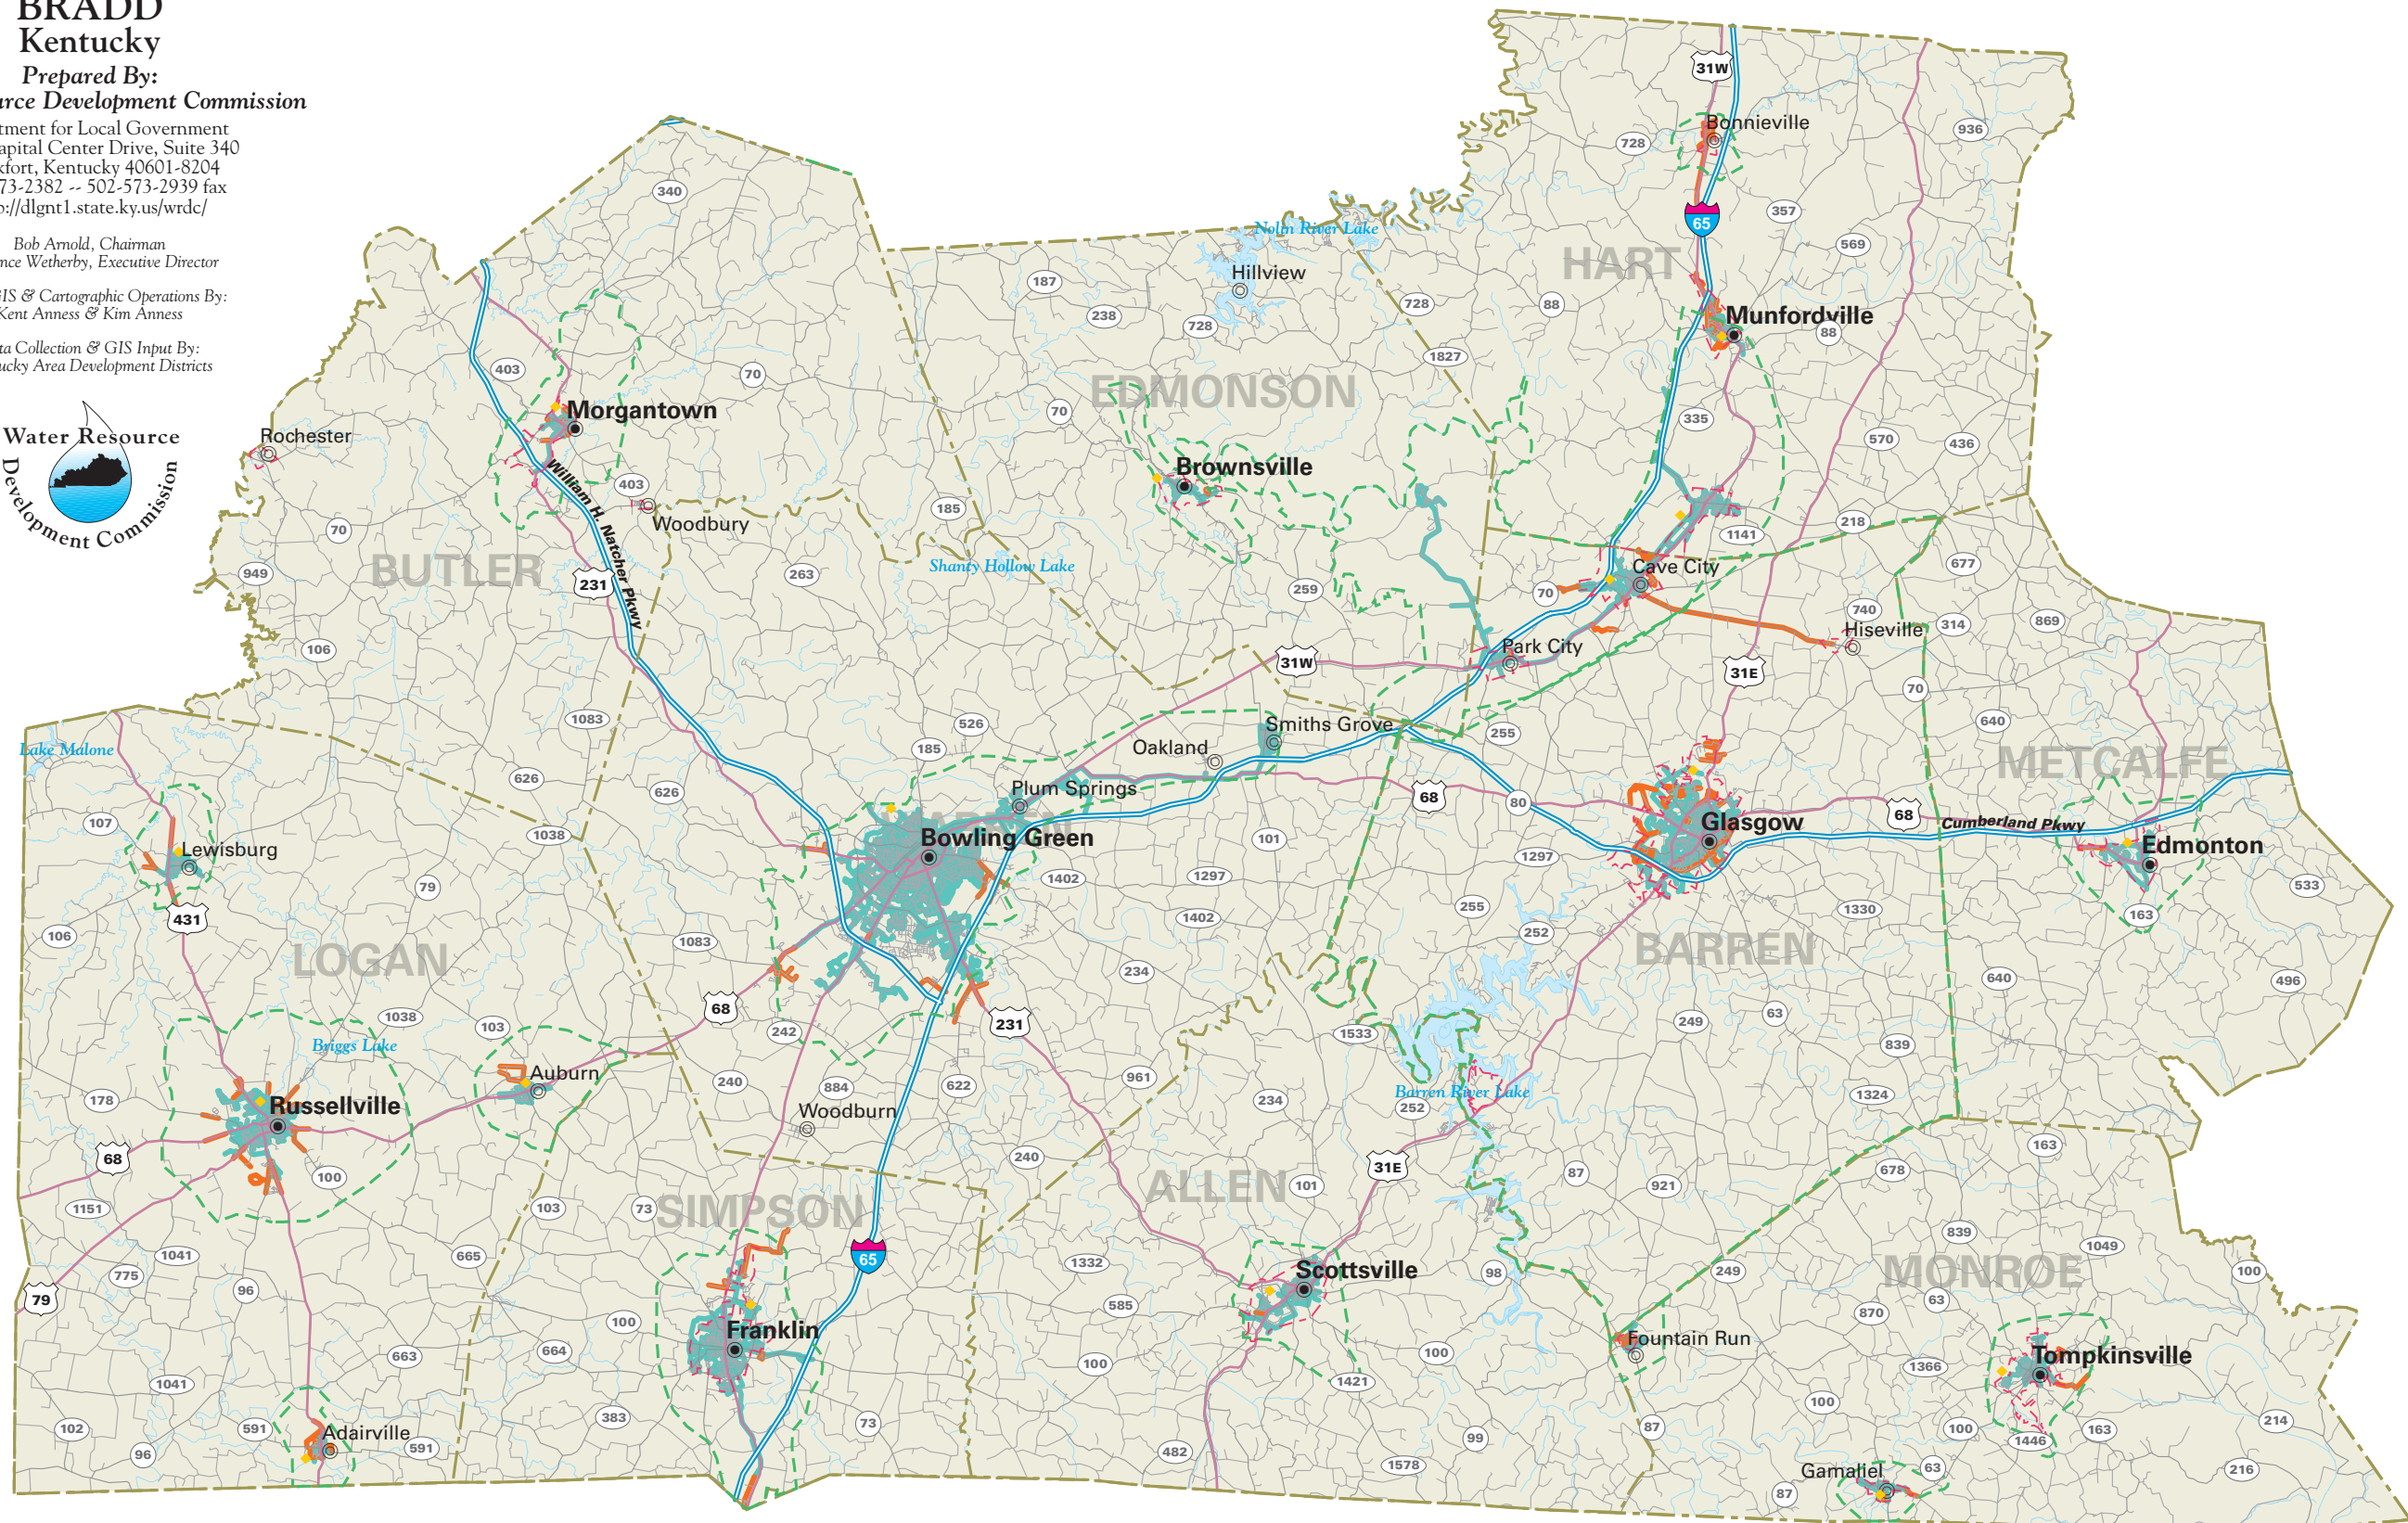 BRADD
Kentucky
Prepared By:
Development Commission
for Local Government
Center Drive, Suite 340
Kentucky 40601-8204
73-2382 -- 502-573-2939 fax
://dlgnt1.state.ky.us/wrdc/
Bob Arnold, Chairman
Wetherby, Executive Director
GIS & Cartographic Operations By:
Kent Anness & Kim Anness
Collection & GIS Input By:
Area Development Districts
Water Resource
Development Commission
31W
Bonnieville
728
936
340
65
357
569
Nolin River Lake
HART
Hillview
187
238
728
728
88
Munfordville
88
1827
403
70
EDMONSON
Morgantown
70
335
570
436
Rochester
Brownsville
William H. Natcher Pkwy
403
Woodbury
185
70
218
1141
Shanty Hollow Lake
949
BUTLER
231
263
259
Cave City
677
70
740
Hiseville
314
869
106
31W
Park City
31E
70
1083
526
Smiths Grove
255
640
Lake Malone
185
Oakland
METCALFE
626
626
Plum Springs
68
80
68
107
1038
WARREN
Bowling Green
101
Glasgow
Cumberland Pkwy
Edmonton
Lewisburg
1297
79
1402
1297
533
431
1402
255
1330
163
106
1083
252
LOGAN
BARREN
234
640
496
68
1038
103
242
231
1533
249
63
Briggs Lake
839
Auburn
240
884
622
961
Barren River Lake
178
Russellville
Woodburn
234
252
1324
68
100
240
31E
163
87
678
1151
103
73
SIMPSON
ALLEN
101
921
1041
665
65
1332
839
1049
775
Scottsville
98
249
MONROE
100
79
96
100
585
63
870
Franklin
Fountain Run
663
664
100
100
1366
Tompkinsville
1041
1421
383
73
100
102
591
Adairville
591
87
100
163
214
96
482
99
1446
1578
Gamaliel
63
216
87